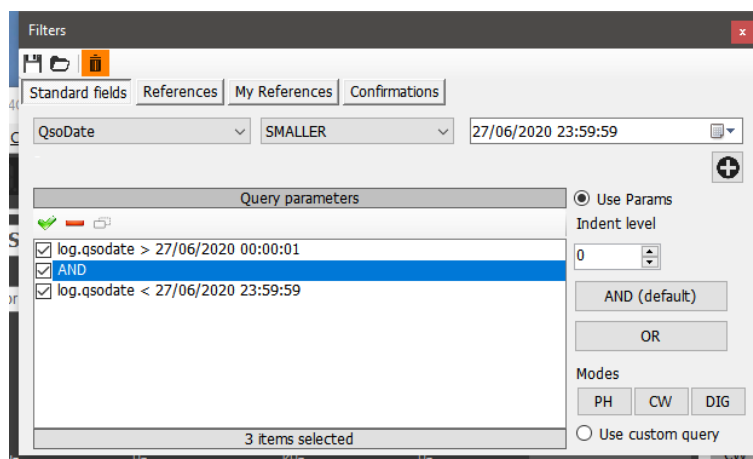 Filters
x
Standard fields References My References Confirmations
QsoDate SMALLER 27/06/2020 23:59:59
Query parameters
Use Params
Indent level
log.qsodate > 27/06/2020 00:00:01
0
AND
log.qsodate < 27/06/2020 23:59:59
AND (default)
OR
Modes
PH CW DIG
3 items selected
Use custom query